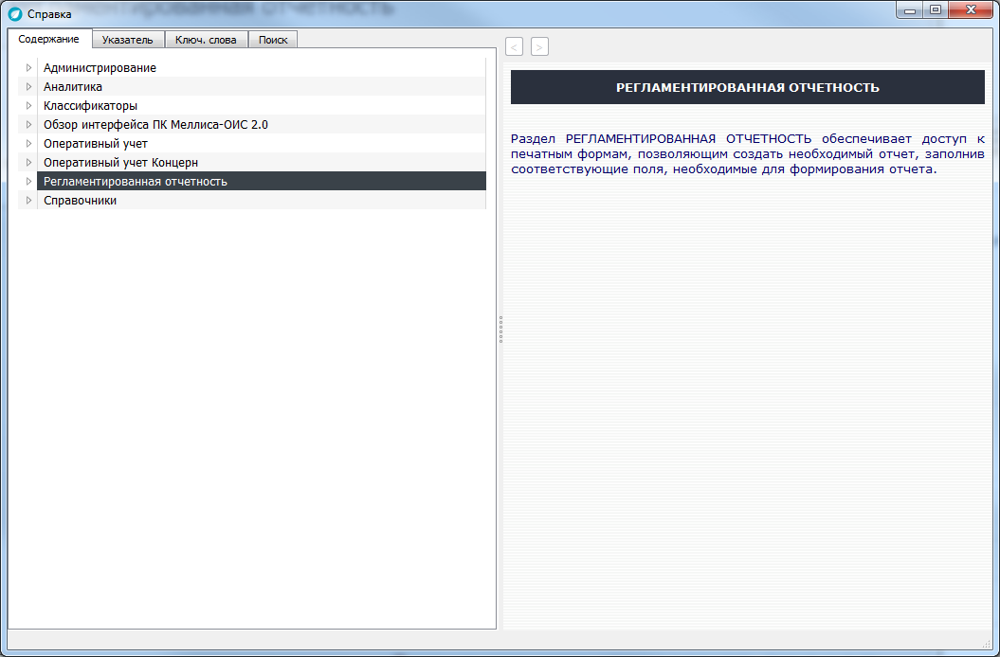 Справка
Содержание
Указатель
Ключ. слова
Поиск
<
>
Администрирование
Аналитика
Классификаторы
Обзор интерфейса ПК Меллиса-ОИС 2.0
Оперативный учет
Оперативный учет Концерн
Регламентированная отчетность
Справочники
РЕГЛАМЕНТИРОВАННАЯ ОТЧЕТНОСТЬ
Раздел РЕГЛАМЕНТИРОВАННАЯ ОТЧЕТНОСТЬ обеспечивает доступ к
печатным формам, позволяющим создать необходимый отчет, заполнив
соответствующие поля, необходимые для формирования отчета.